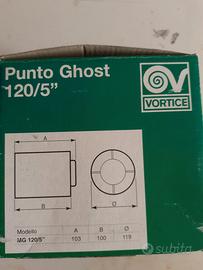 Punto Ghost
120/5"
VORTICE
A
B
Ø
Modello A B Ø
MG 120/5" 103 100 119
subito